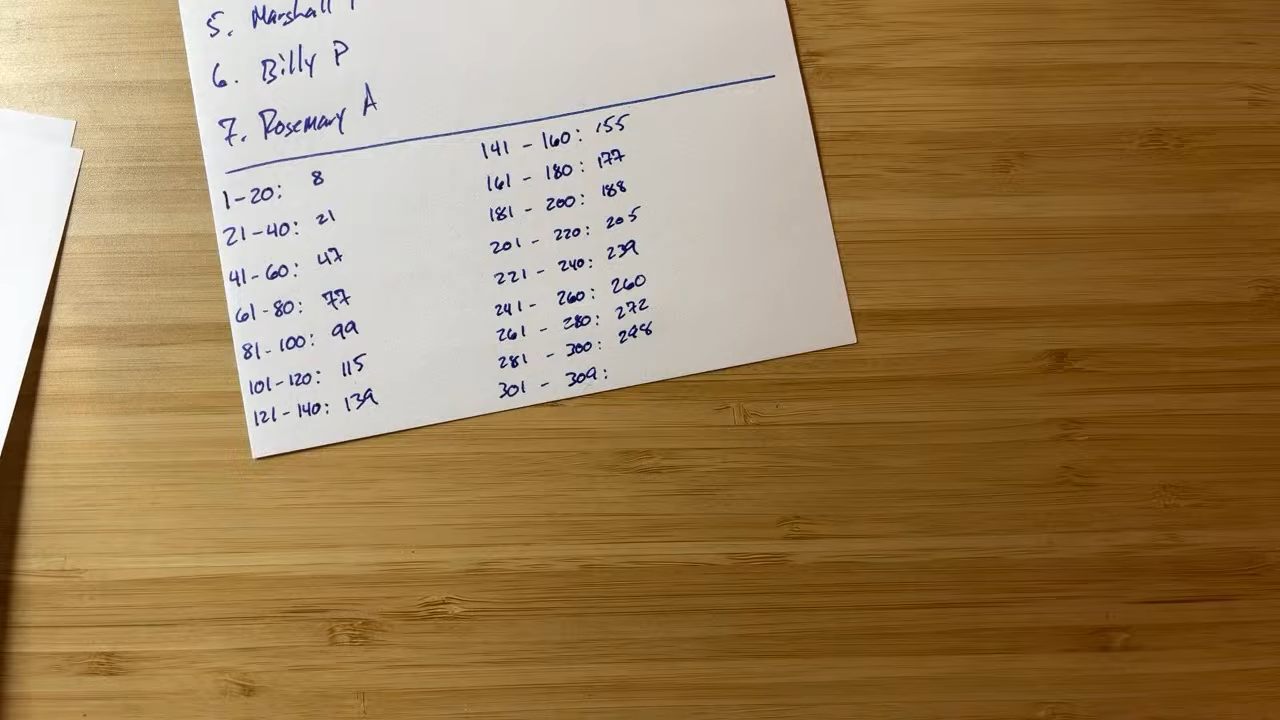 5. Marshall
6. Billy P
7. Rosemary A
1-20: 8
21-40: 21
41-60: 47
61-80: 77
81-100: 99
101-120: 115
121-140: 139
141 - 160: 155
161 - 180: 177
181 - 200: 188
201 - 220: 205
221 - 240: 239
241 - 260: 260
261 - 280: 272
281 - 300: 298
301 - 309: